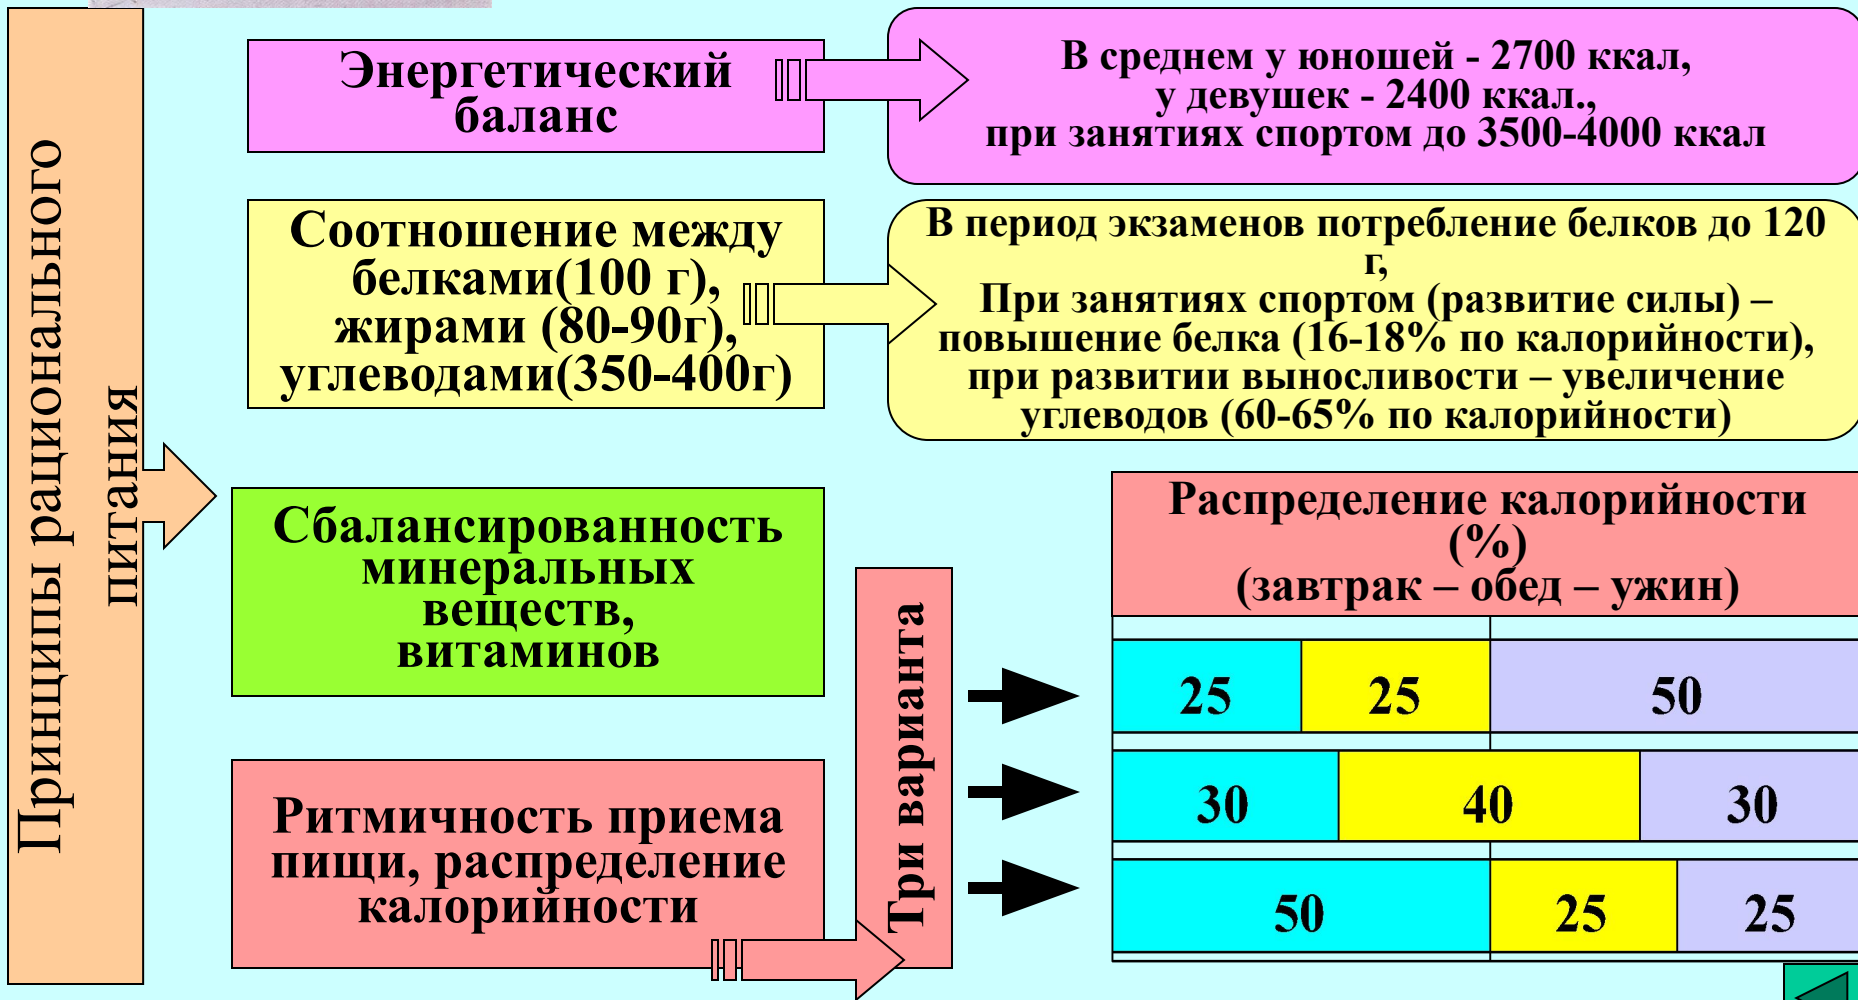 Принципы рационального
питания
Энергетический
баланс
В среднем у юношей - 2700 ккал,
у девушек - 2400 ккал.,
при занятиях спортом до 3500-4000 ккал
Соотношение между
белками(100 г),
жирами (80-90г),
углеводами(350-400г)
В период экзаменов потребление белков до 120
г,
При занятиях спортом (развитие силы) –
повышение белка (16-18% по калорийности),
при развитии выносливости – увеличение
углеводов (60-65% по калорийности)
Сбалансированность
минеральных
веществ,
витаминов
Ритмичность приема
пищи, распределение
калорийности
Три варианта
Распределение калорийности
(%)
(завтрак – обед – ужин)
25 25 50
30 40 30
50 25 25